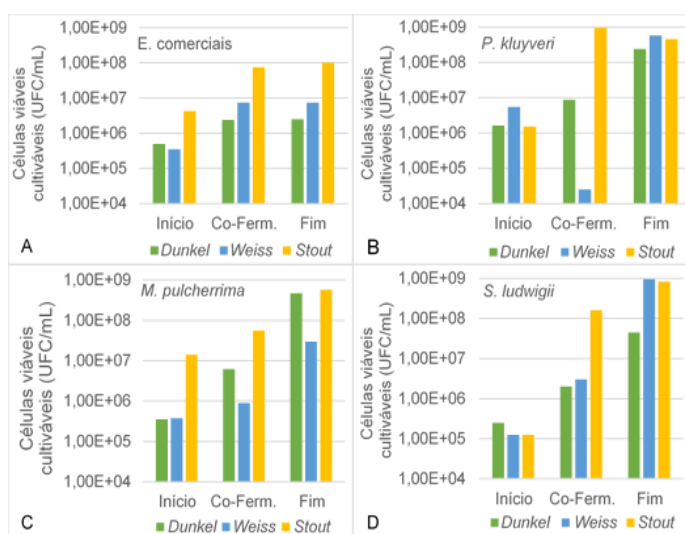 E. comerciais
Células viáveis
cultiváveis (UFC/mL)
1,00E+09
1,00E+08
1,00E+07
1,00E+06
1,00E+05
1,00E+04
Início Co-Ferm. Fim
A
Dunkel Weiss Stout
P. kluyveri
Células viáveis
cultiváveis (UFC/mL)
1,00E+09
1,00E+08
1,00E+07
1,00E+06
1,00E+05
1,00E+04
Início Co-Ferm. Fim
B
Dunkel Weiss Stout
M. pulcherrima
Células viáveis
cultiváveis (UFC/mL)
1,00E+09
1,00E+08
1,00E+07
1,00E+06
1,00E+05
1,00E+04
Início Co-Ferm. Fim
C
Dunkel Weiss Stout
S. ludwigii
Células viáveis
cultiváveis (UFC/mL)
1,00E+09
1,00E+08
1,00E+07
1,00E+06
1,00E+05
1,00E+04
Início Co-Ferm. Fim
D
Dunkel Weiss Stout